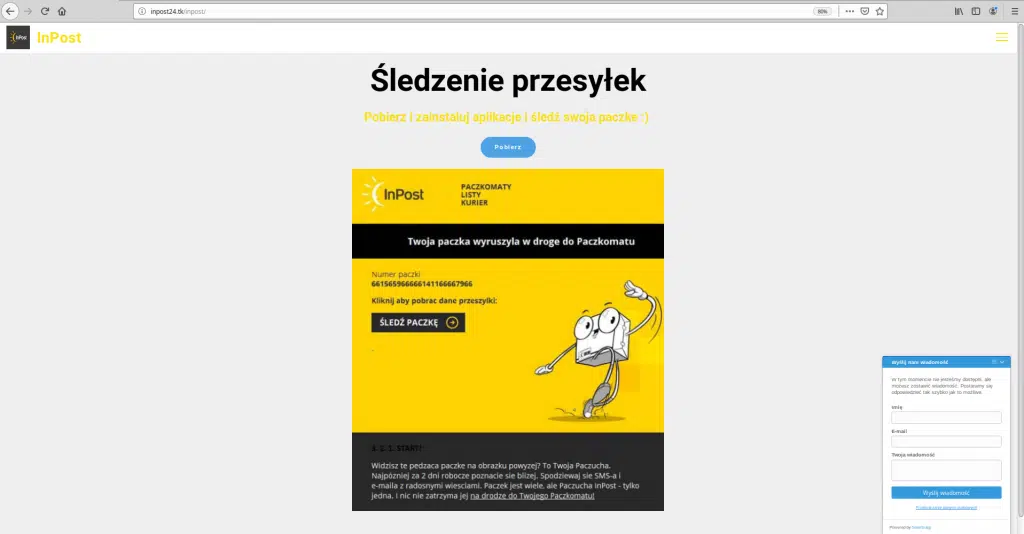 inpost24.tk/inpost/
80%
InPost
InPost
Śledzenie przesyłek
Pobierz i zainstaluj aplikacje i śledź swoja paczke :)
Pobierz
InPost
PACZKOMATY
LISTY
KURIER
Twoja paczka wyruszyla w droge do Paczkomatu
Numer paczki
661565966666141166667966
Kliknij aby pobrac dane przeszylki:
ŚLEDŹ PACZKĘ
3, 2, 1, START!
Widzisz te pedzaca paczke na obrazku powyzej? To Twoja Paczucha.
Najpózniej za 2 dni robocze poznacie sie blizej. Spodziewaj sie SMS-a i
e-maila z radosnymi wiesciami. Paczek jest wiele, ale Paczucha InPost - tylko
jedna. I nic nie zatrzyma jej na drodze do Twojego Paczkomatu!
Wyślij nam wiadomość
W tym momencie nie jesteśmy dostępni, ale
możesz zostawić wiadomość. Postaramy się
odpowiedzieć tak szybko jak to możliwe.
Imię
E-mail
Twoja wiadomość
Wyślij wiadomość
Powered by